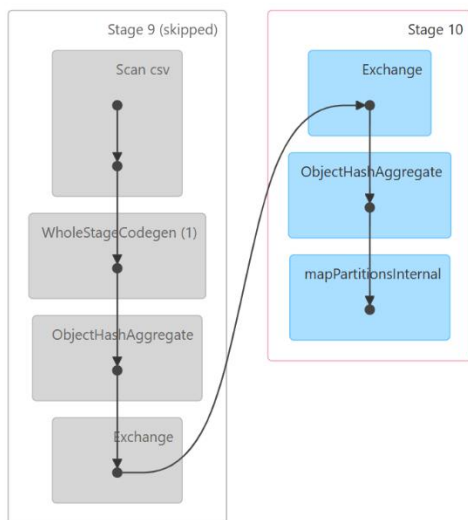 Stage 9 (skipped)
Scan csv
WholeStageCodegen (1)
ObjectHashAggregate
Exchange
Stage 10
Exchange
ObjectHashAggregate
mapPartitionsInternal